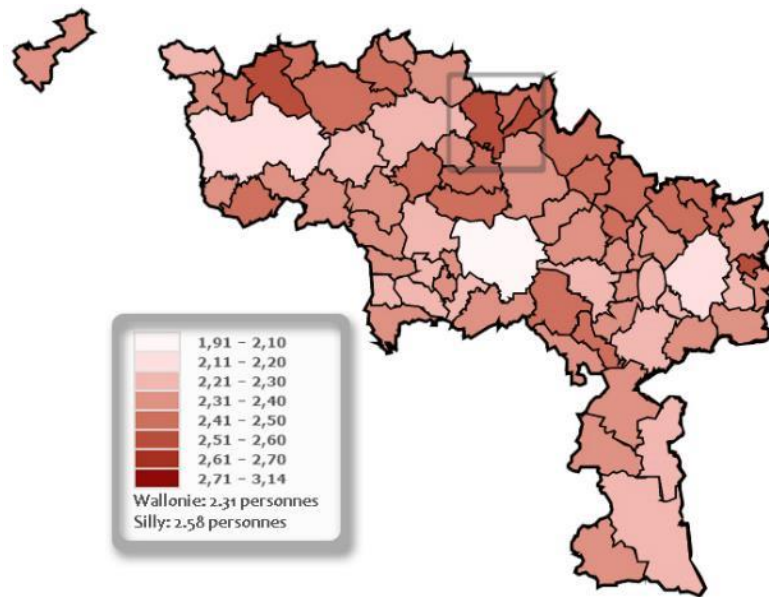 1,91 – 2,10
2,11 – 2,20
2,21 – 2,30
2,31 – 2,40
2,41 – 2,50
2,51 – 2,60
2,61 – 2,70
2,71 – 3,14
Wallonie: 2.31 personnes
Silly: 2.58 personnes